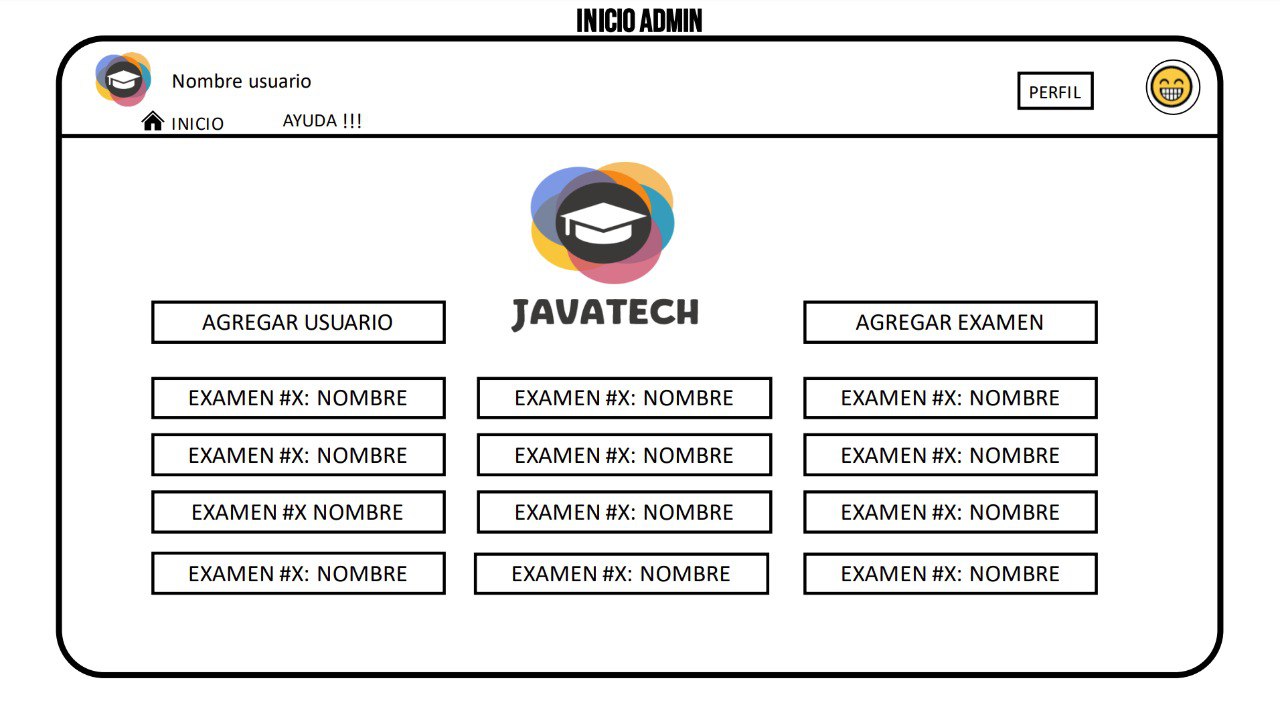 INICIO ADMIN
Nombre usuario
PERFIL
INICIO
AYUDA !!!
JAVATECH
AGREGAR USUARIO
AGREGAR EXAMEN
EXAMEN #X: NOMBRE
EXAMEN #X: NOMBRE
EXAMEN #X: NOMBRE
EXAMEN #X: NOMBRE
EXAMEN #X: NOMBRE
EXAMEN #X: NOMBRE
EXAMEN #X NOMBRE
EXAMEN #X: NOMBRE
EXAMEN #X: NOMBRE
EXAMEN #X: NOMBRE
EXAMEN #X: NOMBRE
EXAMEN #X: NOMBRE